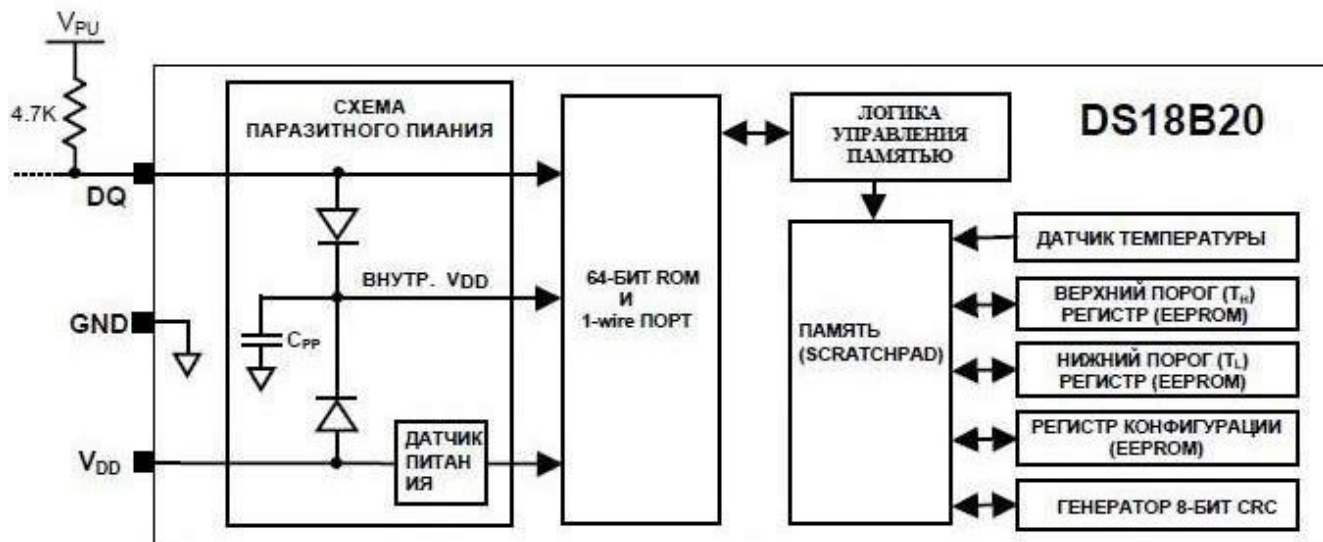 VPU
4.7K
DQ
GND
VDD
СХЕМА
ПАРАЗИТНОГО ПИАНИЯ
ВНУТР. VDD
CPP
ДАТЧИК
ПИТАН
ИЯ
64-БИТ ROM
И
1-wire ПОРТ
ЛОГИКА
УПРАВЛЕНИЯ
ПАМЯТЬЮ
DS18B20
ПАМЯТЬ
(SCRATCHPAD)
ДАТЧИК ТЕМПЕРАТУРЫ
ВЕРХНИЙ ПОРОГ (TH)
РЕГИСТР (EEPROM)
НИЖНИЙ ПОРОГ (TL)
РЕГИСТР (EEPROM)
РЕГИСТР КОНФИГУРАЦИИ
(EEPROM)
ГЕНЕРАТОР 8-БИТ CRC